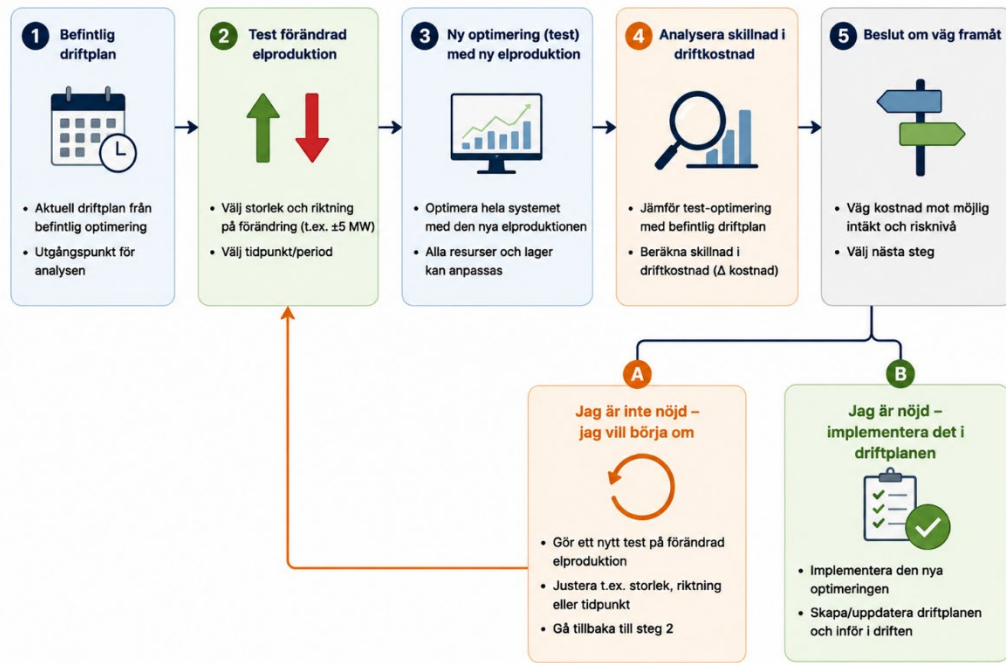 1 Befintlig
driftplan
• Aktuell driftplan från
befintlig optimering
• Utgångspunkt för
analysen
2 Test förändrad
elproduktion
• Välj storlek och riktning
på förändring (t.ex. ±5 MW)
• Välj tidpunkt/period
3 Ny optimering (test)
med ny elproduktion
• Optimera hela systemet
med den nya elproduktionen
• Alla resurser och lager
kan anpassas
4 Analysera skillnad i
driftkostnad
• Jämför test-optimering
med befintlig driftplan
• Beräkna skillnad i
driftkostnad (Δ kostnad)
5 Beslut om väg framåt
• Väg kostnad mot möjlig
intäkt och risknivå
• Välj nästa steg
A
Jag är inte nöjd –
jag vill börja om
• Gör ett nytt test på förändrad
elproduktion
• Justera t.ex. storlek, riktning
eller tidpunkt
• Gå tillbaka till steg 2
B
Jag är nöjd –
implementera det i
driftplanen
• Implementera den nya
optimeringen
• Skapa/uppdatera driftplanen
och inför i driften